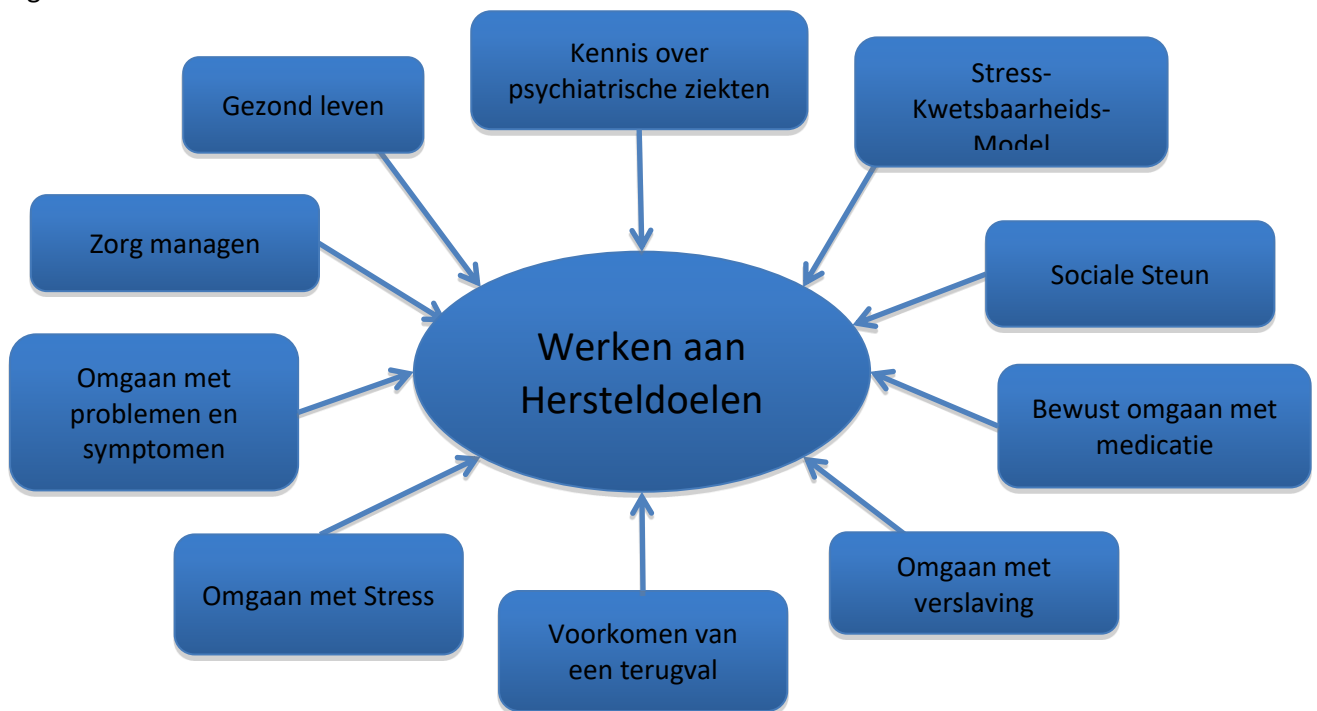 g
Kennis over
psychiatrische ziekten
Stress-
Kwetsbaarheids-
Model
Gezond leven
Zorg managen
Sociale Steun
Werken aan
Hersteldoelen
Omgaan met
problemen en
symptomen
Bewust omgaan met
medicatie
Omgaan met Stress
Omgaan met
verslaving
Voorkomen van
een terugval